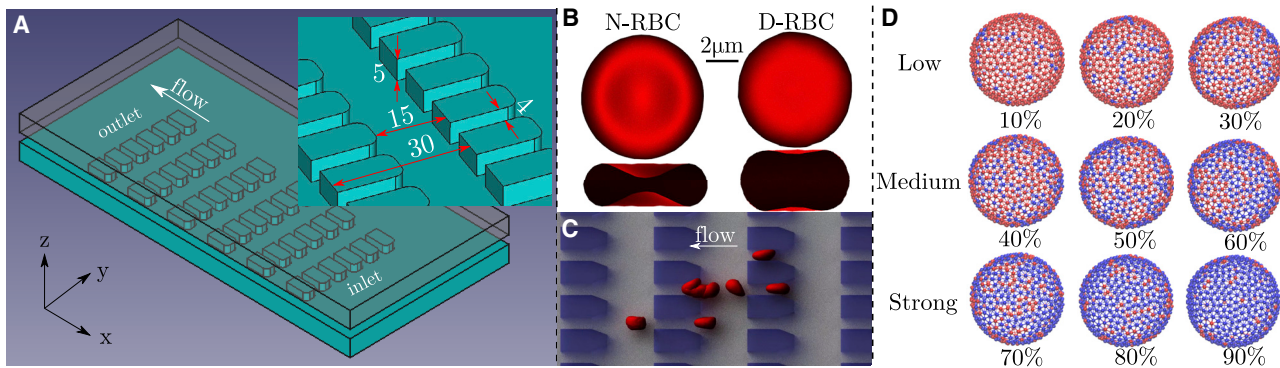 A
flow
outlet
inlet
z
y
x
5
15
30
4
B
N-RBC
D-RBC
2μm
C
flow
D
Low
10%
20%
30%
Medium
40%
50%
60%
Strong
70%
80%
90%